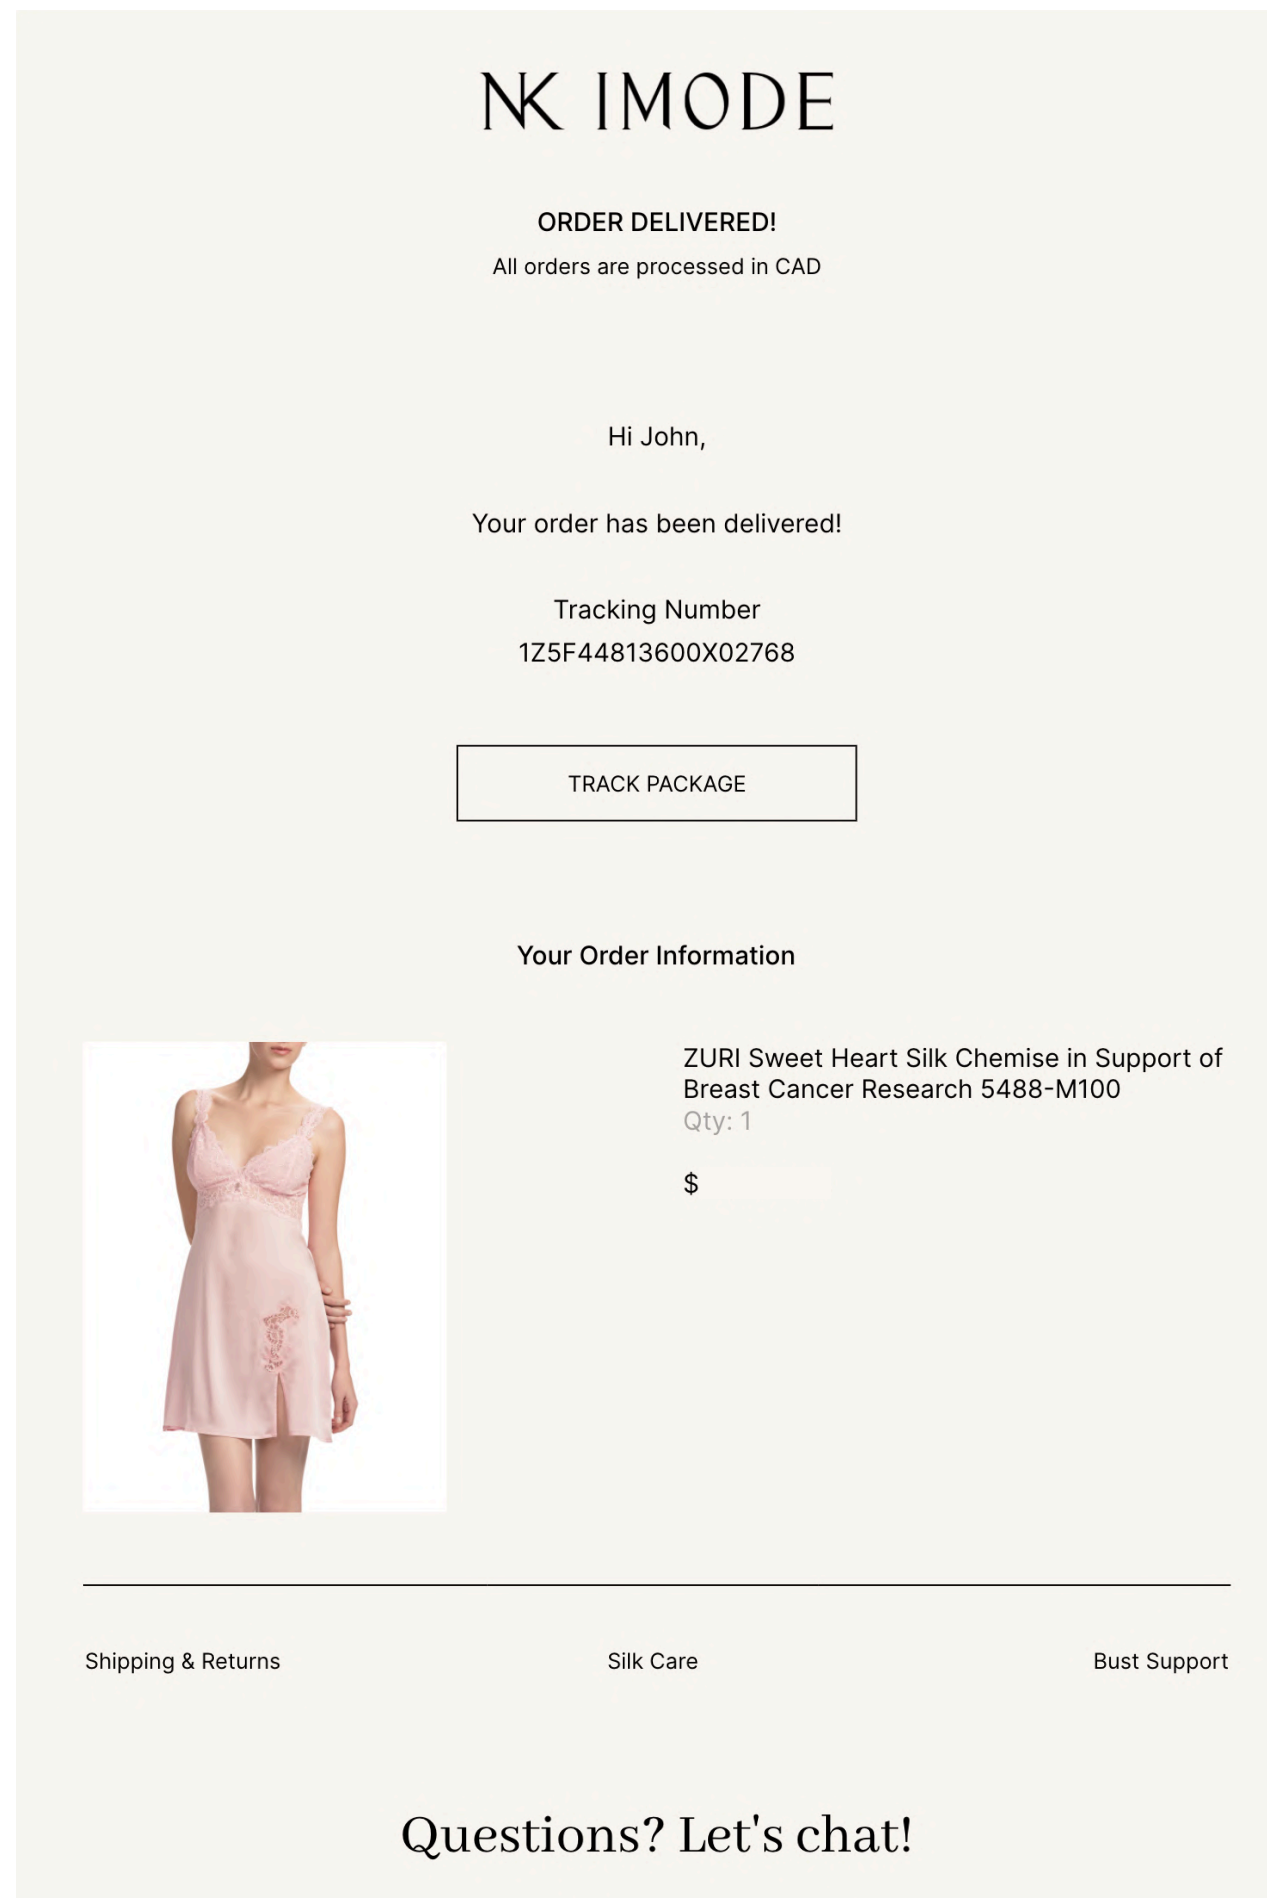 NK IMODE
ORDER DELIVERED!
All orders are processed in CAD
Hi John,
Your order has been delivered!
Tracking Number
1Z5F44813600X02768
TRACK PACKAGE
Your Order Information
ZURI Sweet Heart Silk Chemise in Support of
Breast Cancer Research 5488-M100
Qty: 1
$
Shipping & Returns
Silk Care
Bust Support
Questions? Let's chat!